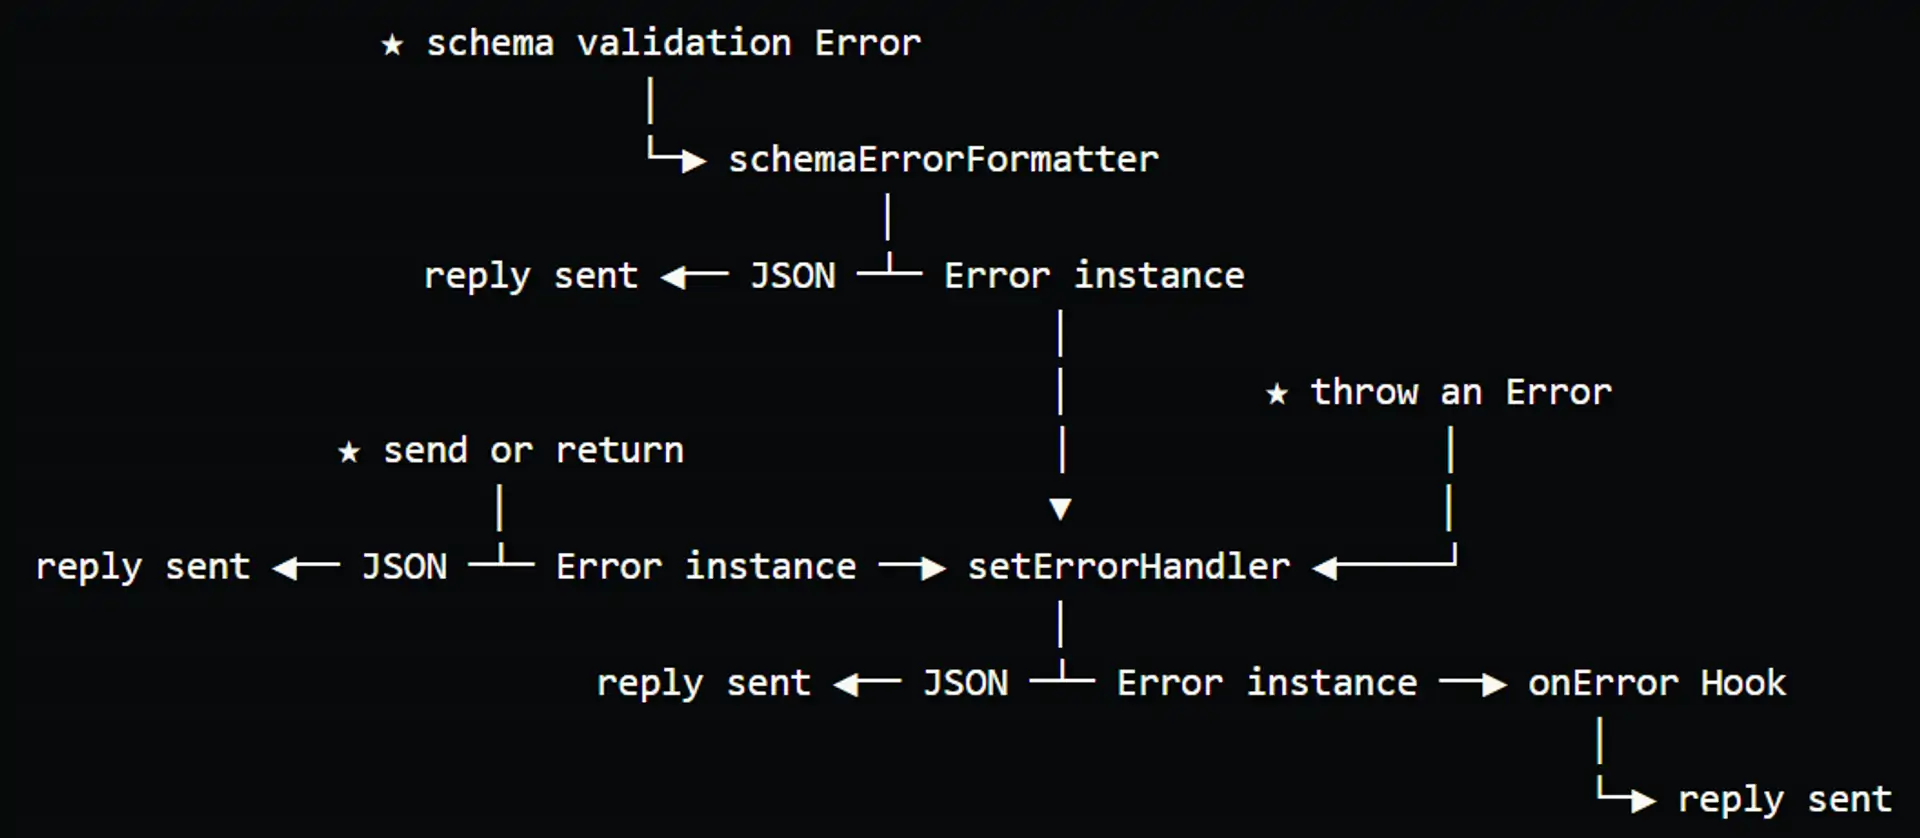 ★ schema validation Error
schemaErrorFormatter
reply sent ◄── JSON ─┴─ Error instance
★ throw an Error
★ send or return
reply sent ◄── JSON ─┴─ Error instance ─► setErrorHandler ◄─────┘
reply sent ◄── JSON ─┴─ Error instance ─► onError Hook
reply sent